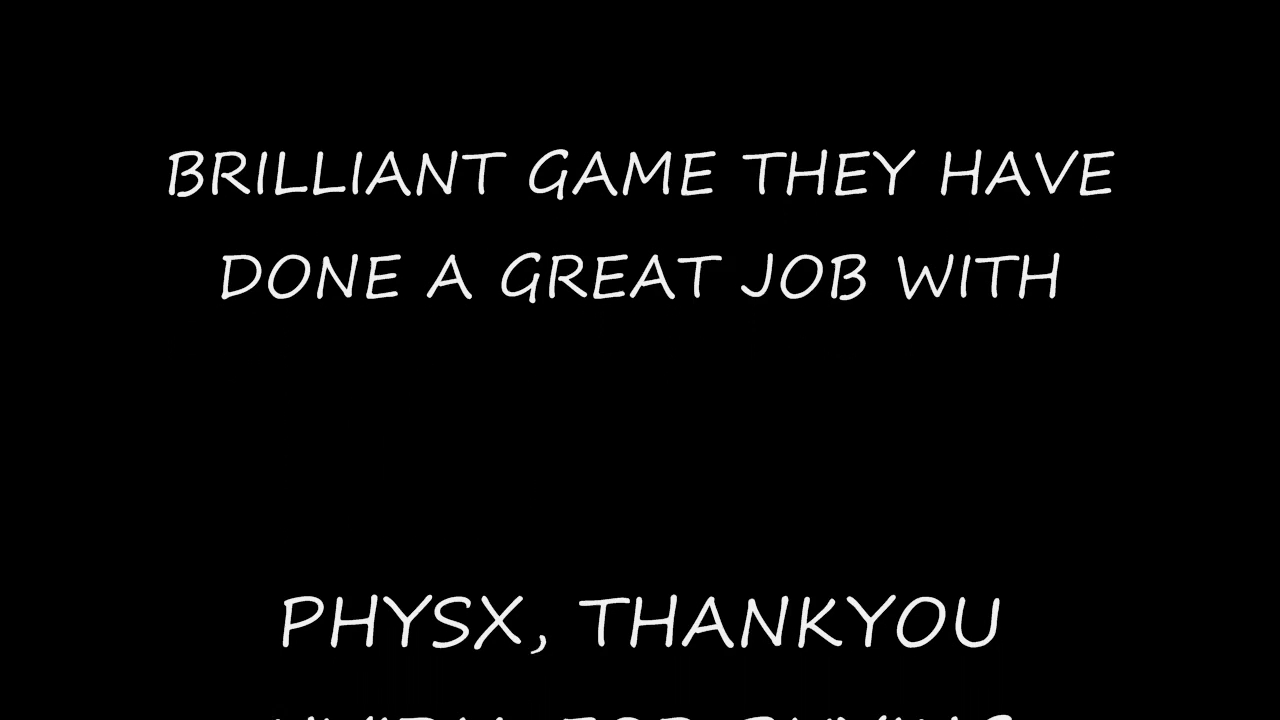 BRILLIANT GAME THEY HAVE
DONE A GREAT JOB WITH
PHYSX, THANKYOU